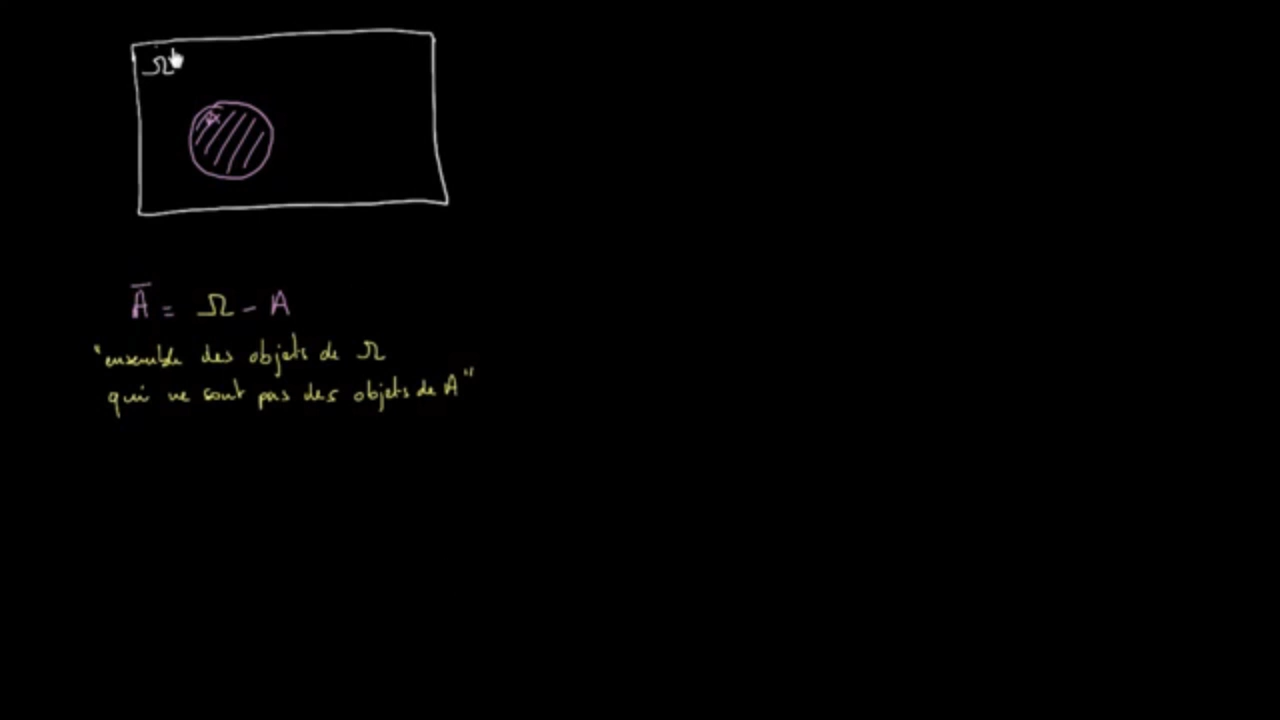 Ω
Ā = Ω - A
"ensemble des objets de Ω
qui ne sont pas des objets de A"